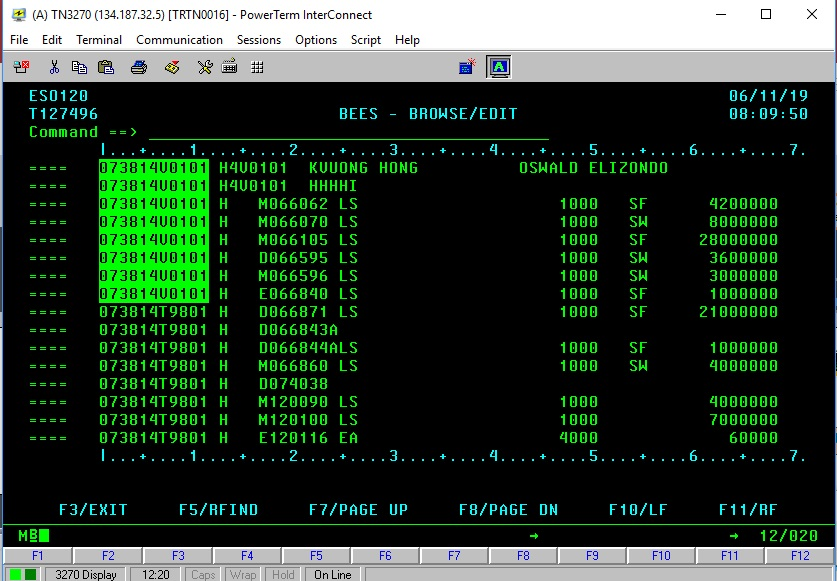 (A) TN3270 (134.187.32.5) [TRTN0016] - PowerTerm InterConnect
File Edit Terminal Communication Sessions Options Script Help
ESO120 06/11/19
T127496 BEES - BROWSE/EDIT 08:09:50
Command ==> ________________________________________
|...+....1....+....2....+....3....+....4....+....5....+....6....+....7.
==== 073814V0101 H4V0101 KVUONG HONG OSWALD ELIZONDO
==== 073814V0101 H4V0101 HHHHI
==== 073814V0101 H M066062 LS 1000 SF 4200000
==== 073814V0101 H M066070 LS 1000 SW 8000000
==== 073814V0101 H M066105 LS 1000 SF 28000000
==== 073814V0101 H D066595 LS 1000 SW 3600000
==== 073814V0101 H M066596 LS 1000 SW 3000000
==== 073814V0101 H E066840 LS 1000 SF 1000000
==== 073814T9801 H D066871 LS 1000 SF 21000000
==== 073814T9801 H D066843A
==== 073814T9801 H D066844ALS 1000 SF 1000000
==== 073814T9801 H M066860 LS 1000 SW 4000000
==== 073814T9801 H D074038
==== 073814T9801 H M120090 LS 1000 4000000
==== 073814T9801 H M120100 LS 1000 7000000
==== 073814T9801 H E120116 EA 4000 60000
|...+....1....+....2....+....3....+....4....+....5....+....6....+....7.
F3/EXIT F5/RFIND F7/PAGE UP F8/PAGE DN F10/LF F11/RF
MB → → 12/020
F1 F2 F3 F4 F5 F6 F7 F8 F9 F10 F11 F12
3270 Display 12:20 Caps Wrap Hold On Line